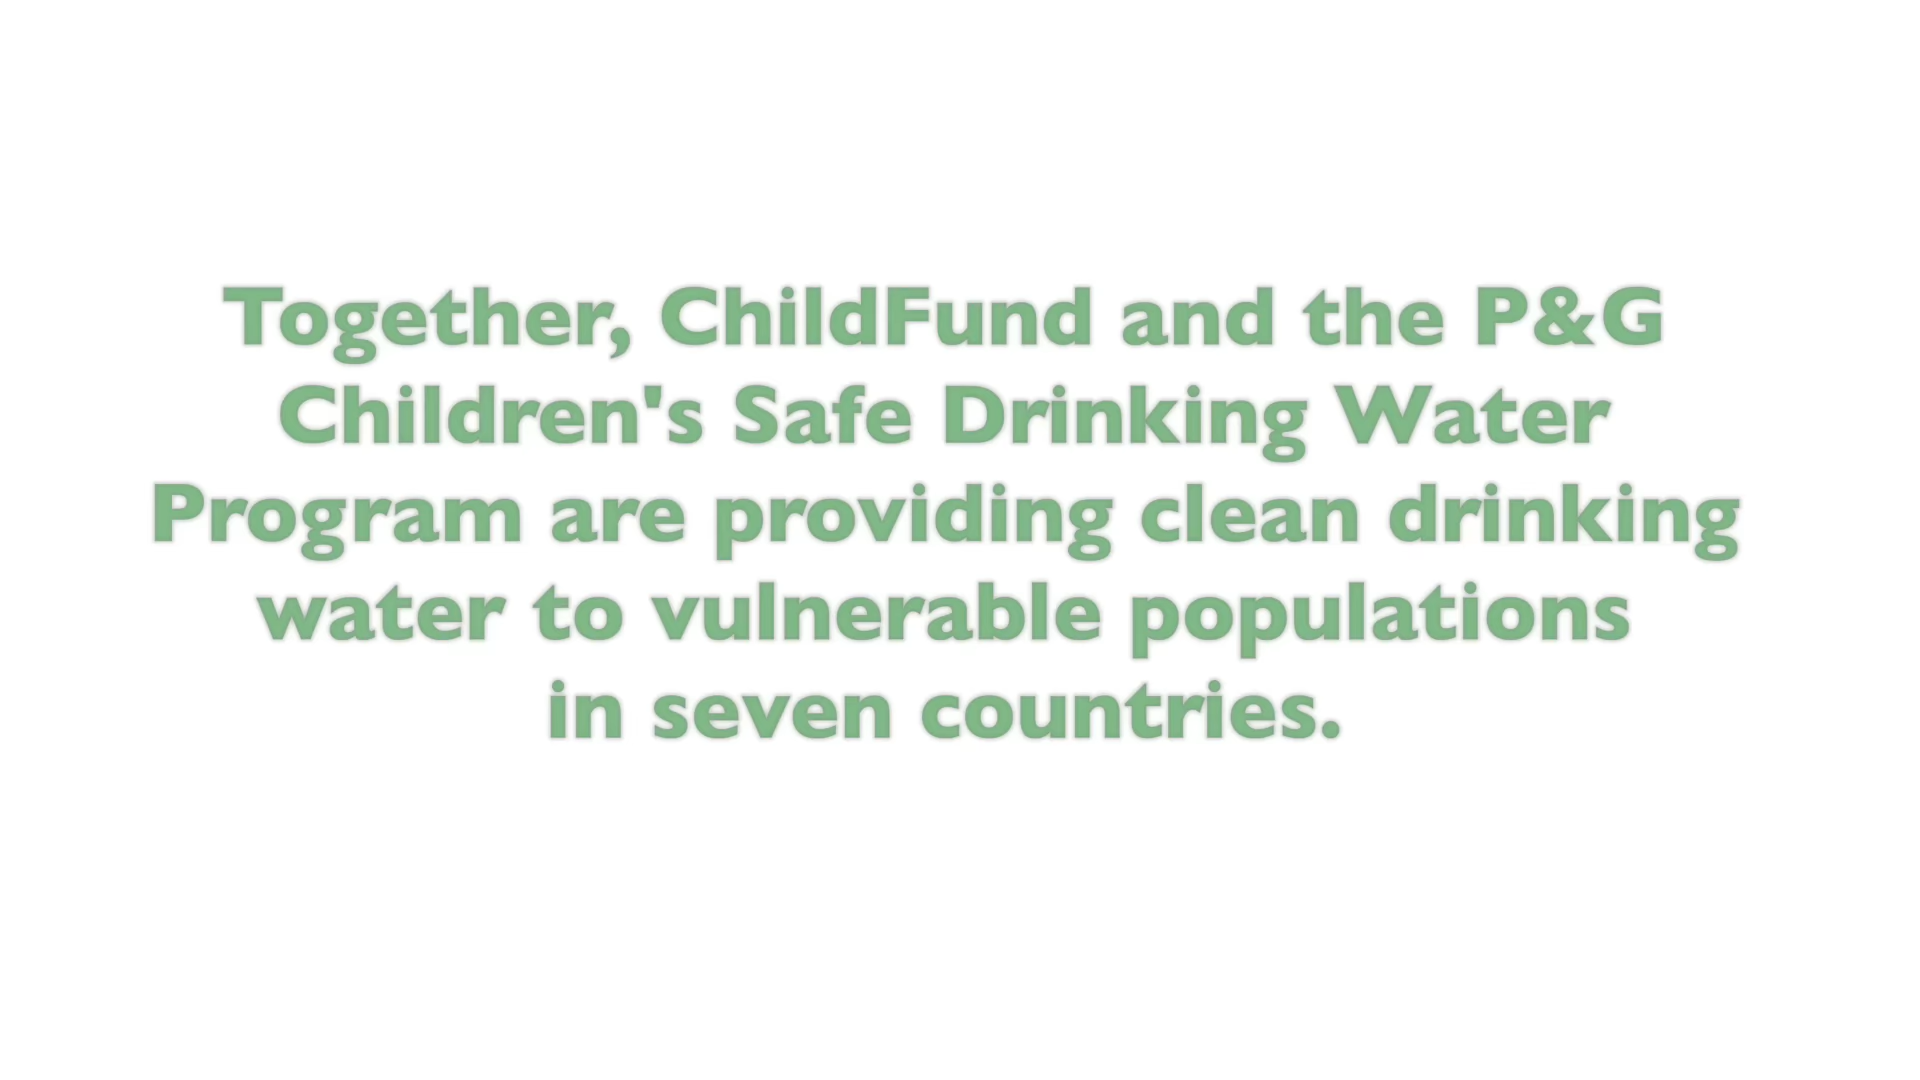 Together, ChildFund and the P&G
Children's Safe Drinking Water
Program are providing clean drinking
water to vulnerable populations
in seven countries.